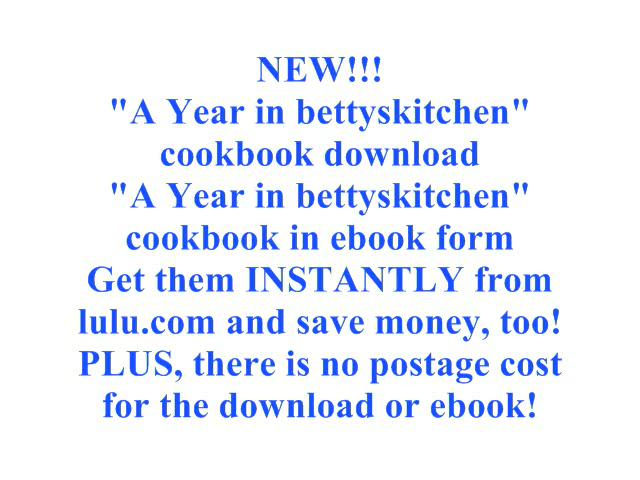 NEW!!!
"A Year in bettyskitchen"
cookbook download
"A Year in bettyskitchen"
cookbook in ebook form
Get them INSTANTLY from
lulu.com and save money, too!
PLUS, there is no postage cost
for the download or ebook!